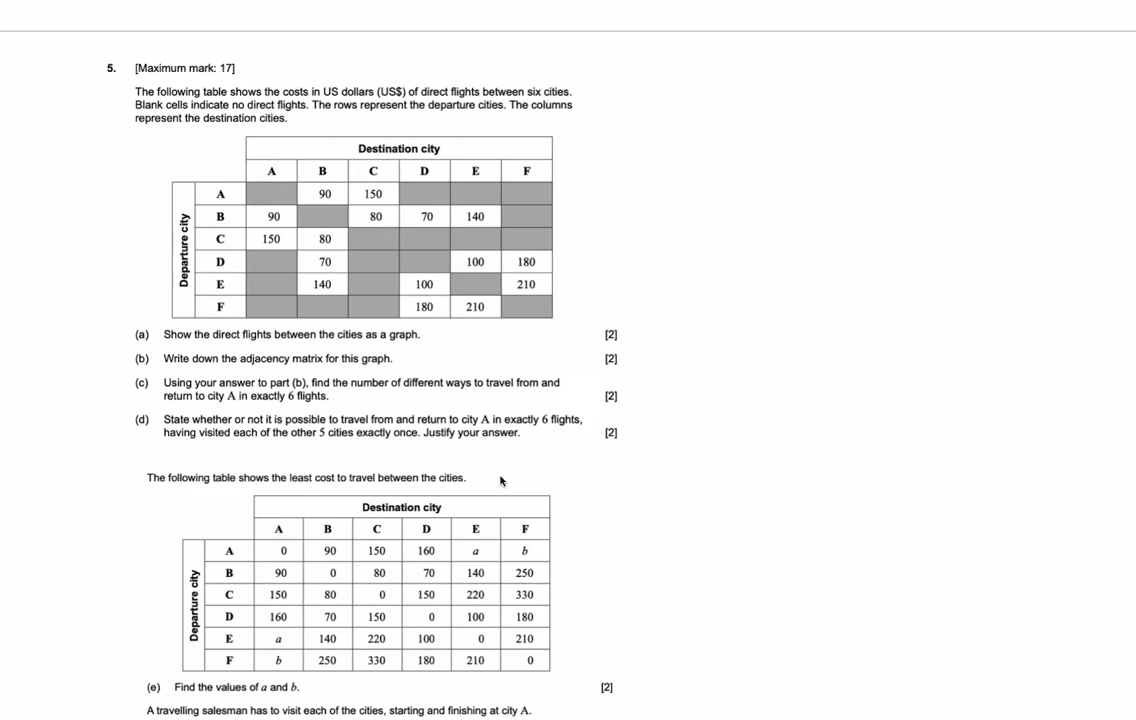 5. [Maximum mark: 17]
The following table shows the costs in US dollars (US$) of direct flights between six cities.
Blank cells indicate no direct flights. The rows represent the departure cities. The columns
represent the destination cities.
Destination city
A B C D E F
Departure city
A 90 150
B 90 80 70 140
C 150 80
D 70 100 180
E 140 100 210
F 180 210
(a) Show the direct flights between the cities as a graph. [2]
(b) Write down the adjacency matrix for this graph. [2]
(c) Using your answer to part (b), find the number of different ways to travel from and
return to city A in exactly 6 flights. [2]
(d) State whether or not it is possible to travel from and return to city A in exactly 6 flights,
having visited each of the other 5 cities exactly once. Justify your answer. [2]
The following table shows the least cost to travel between the cities.
Destination city
A B C D E F
Departure city
A 0 90 150 160 a b
B 90 0 80 70 140 250
C 150 80 0 150 220 330
D 160 70 150 0 100 180
E a 140 220 100 0 210
F b 250 330 180 210 0
(e) Find the values of a and b. [2]
A travelling salesman has to visit each of the cities, starting and finishing at city A.